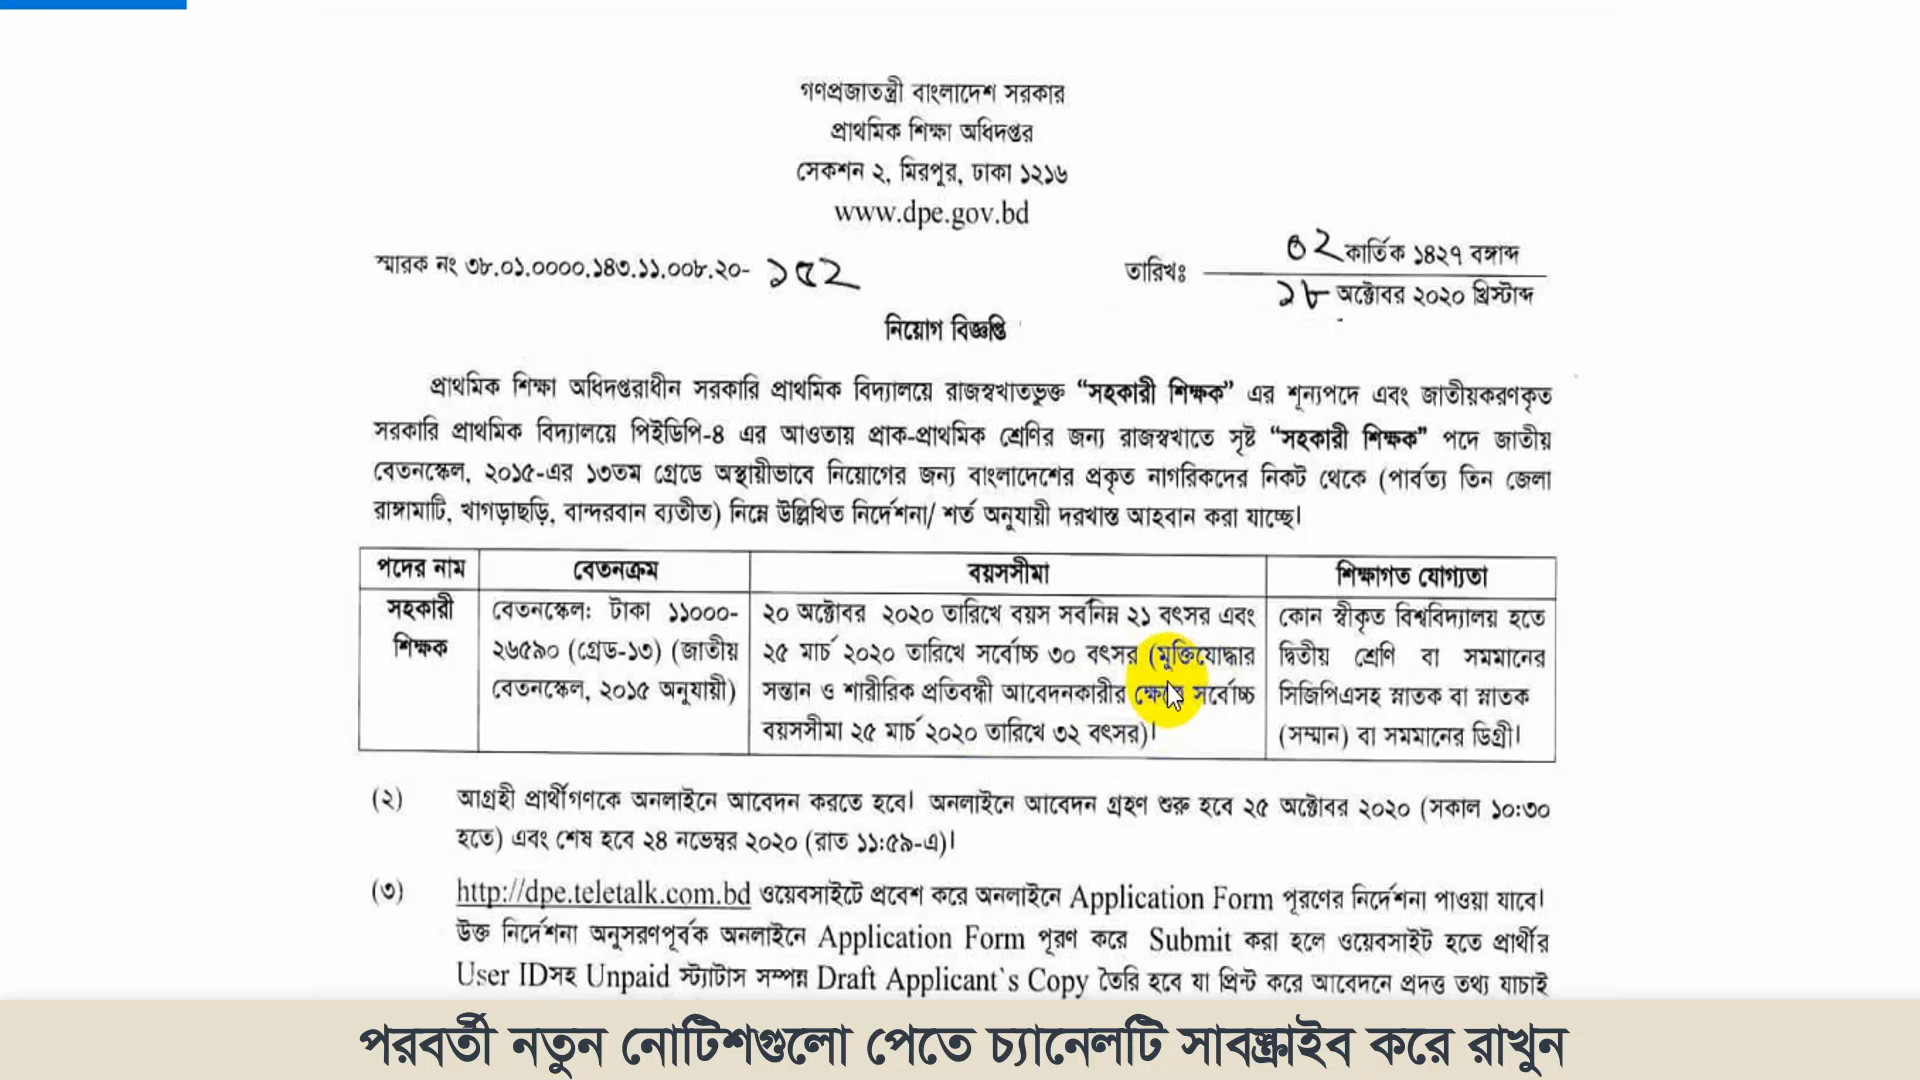 গণপ্রজাতন্ত্রী বাংলাদেশ সরকার
প্রাথমিক শিক্ষা অধিদপ্তর
সেকশন ২, মিরপুর, ঢাকা ১২১৬
www.dpe.gov.bd
স্মারক নং ৩৮.০১.০০০০.১৪৩.১১.০০৮.২০- ১৫২
তারিখঃ
০২ কার্তিক ১৪২৭ বঙ্গাব্দ
১৮ অক্টোবর ২০২০ খ্রিস্টাব্দ
নিয়োগ বিজ্ঞপ্তি
প্রাথমিক শিক্ষা অধিদপ্তরাধীন সরকারি প্রাথমিক বিদ্যালয়ে রাজস্বখাতভুক্ত “সহকারী শিক্ষক” এর শূন্যপদে এবং জাতীয়করণকৃত
সরকারি প্রাথমিক বিদ্যালয়ে পিইডিপি-৪ এর আওতায় প্রাক-প্রাথমিক শ্রেণির জন্য রাজস্বখাতে সৃষ্ট “সহকারী শিক্ষক” পদে জাতীয়
বেতনস্কেল, ২০১৫-এর ১৩তম গ্রেডে অস্থায়ীভাবে নিয়োগের জন্য বাংলাদেশের প্রকৃত নাগরিকদের নিকট থেকে (পার্বত্য তিন জেলা
রাঙ্গামাটি, খাগড়াছড়ি, বান্দরবান ব্যতীত) নিম্নে উল্লিখিত নির্দেশনা/ শর্ত অনুযায়ী দরখাস্ত আহবান করা যাচ্ছে।
পদের নাম
বেতনক্রম
বয়সসীমা
শিক্ষাগত যোগ্যতা
সহকারী
শিক্ষক
বেতনস্কেল: টাকা ১১০০০-
২৬৫৯০ (গ্রেড-১৩) (জাতীয়
বেতনস্কেল, ২০১৫ অনুযায়ী)
২০ অক্টোবর ২০২০ তারিখে বয়স সর্বনিম্ন ২১ বৎসর এবং
২৫ মার্চ ২০২০ তারিখে সর্বোচ্চ ৩০ বৎসর (মুক্তিযোদ্ধার
সন্তান ও শারীরিক প্রতিবন্ধী আবেদনকারীর ক্ষেত্রে সর্বোচ্চ
বয়সসীমা ২৫ মার্চ ২০২০ তারিখে ৩২ বৎসর)।
কোন স্বীকৃত বিশ্ববিদ্যালয় হতে
দ্বিতীয় শ্রেণি বা সমমানের
সিজিপিএসহ স্নাতক বা স্নাতক
(সম্মান) বা সমমানের ডিগ্রী।
(২) আগ্রহী প্রার্থীগণকে অনলাইনে আবেদন করতে হবে। অনলাইনে আবেদন গ্রহণ শুরু হবে ২৫ অক্টোবর ২০২০ (সকাল ১০:৩০
হতে) এবং শেষ হবে ২৪ নভেম্বর ২০২০ (রাত ১১:৫৯-এ)।
(৩) http://dpe.teletalk.com.bd ওয়েবসাইটে প্রবেশ করে অনলাইনে Application Form পূরণের নির্দেশনা পাওয়া যাবে।
উক্ত নির্দেশনা অনুসরণপূর্বক অনলাইনে Application Form পূরণ করে Submit করা হলে ওয়েবসাইট হতে প্রার্থীর
User IDসহ Unpaid স্ট্যাটাস সম্পন্ন Draft Applicant`s Copy তৈরি হবে যা প্রিন্ট করে আবেদনে প্রদত্ত তথ্য যাচাই
পরবর্তী নতুন নোটিশগুলো পেতে চ্যানেলটি সাবস্ক্রাইব করে রাখুন